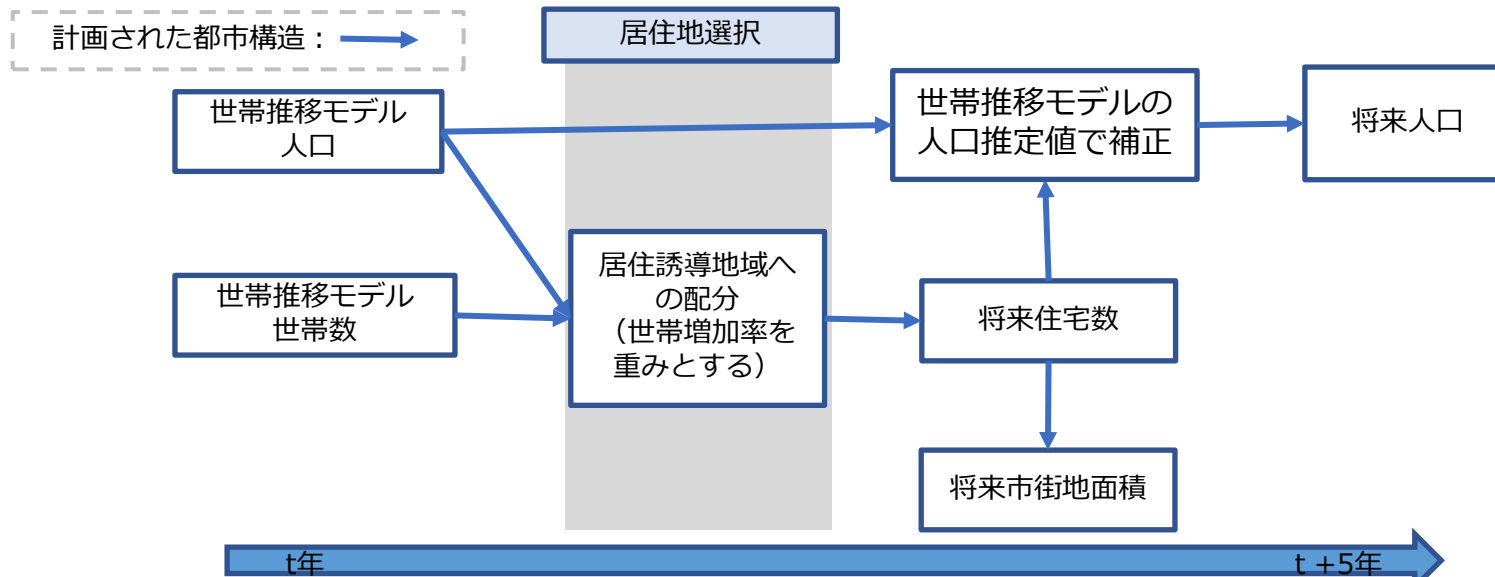 計画された都市構造：
居住地選択
世帯推移モデル
人口
世帯推移モデルの
人口推定値で補正
将来人口
世帯推移モデル
世帯数
居住誘導地域へ
の配分
（世帯増加率を
重みとする）
将来住宅数
将来市街地面積
t年
t +5年